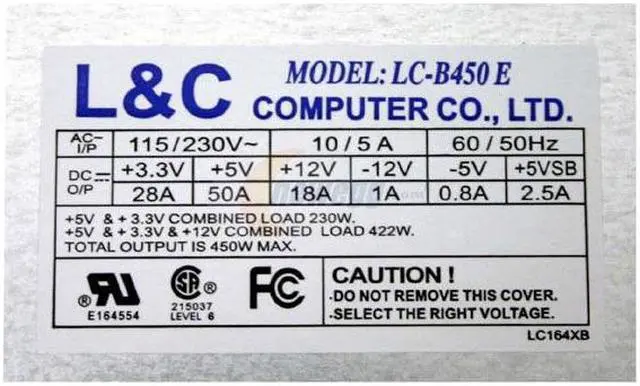 MODEL: LC-B450 E
L&C COMPUTER CO., LTD.
AC~ I/P 115/230V~ 10/5A 60/50Hz
DC O/P +3.3V +5V +12V -12V -5V +5VSB
28A 50A 18A 1A 0.8A 2.5A
+5V & +3.3V COMBINED LOAD 230W.
+5V & +3.3V & +12V COMBINED LOAD 422W.
TOTAL OUTPUT IS 450W MAX.
E164554
SA
215037
LEVEL 6
FC
CAUTION !
-DO NOT REMOVE THIS COVER.
-SELECT THE RIGHT VOLTAGE.
LC164XB